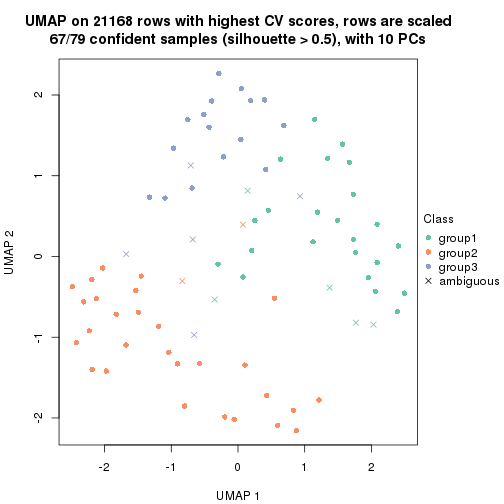 UMAP on 21168 rows with highest CV scores, rows are scaled
67/79 confident samples (silhouette > 0.5), with 10 PCs
2
1
0
-1
-2
UMAP 2
-2
-1
0
1
2
UMAP 1
Class
group1
group2
group3
ambiguous